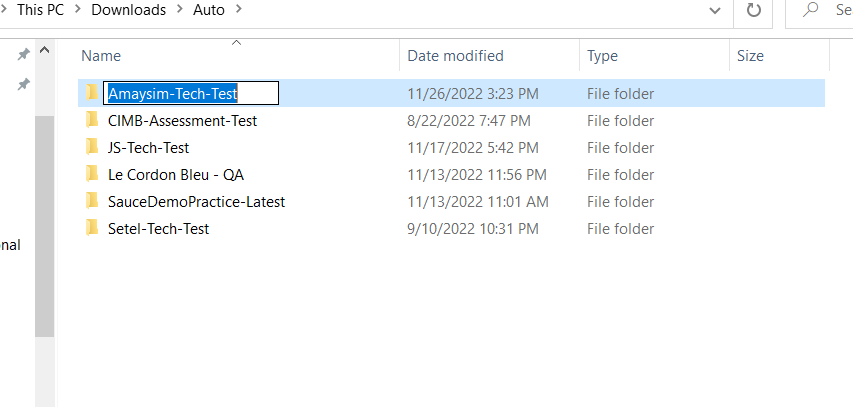 This PC > Downloads > Auto >
Se
Name Date modified Type Size
Amaysim-Tech-Test 11/26/2022 3:23 PM File folder
CIMB-Assessment-Test 8/22/2022 7:47 PM File folder
JS-Tech-Test 11/17/2022 5:42 PM File folder
Le Cordon Bleu - QA 11/13/2022 11:56 PM File folder
SauceDemoPractice-Latest 11/13/2022 11:01 AM File folder
Setel-Tech-Test 9/10/2022 10:31 PM File folder
onal